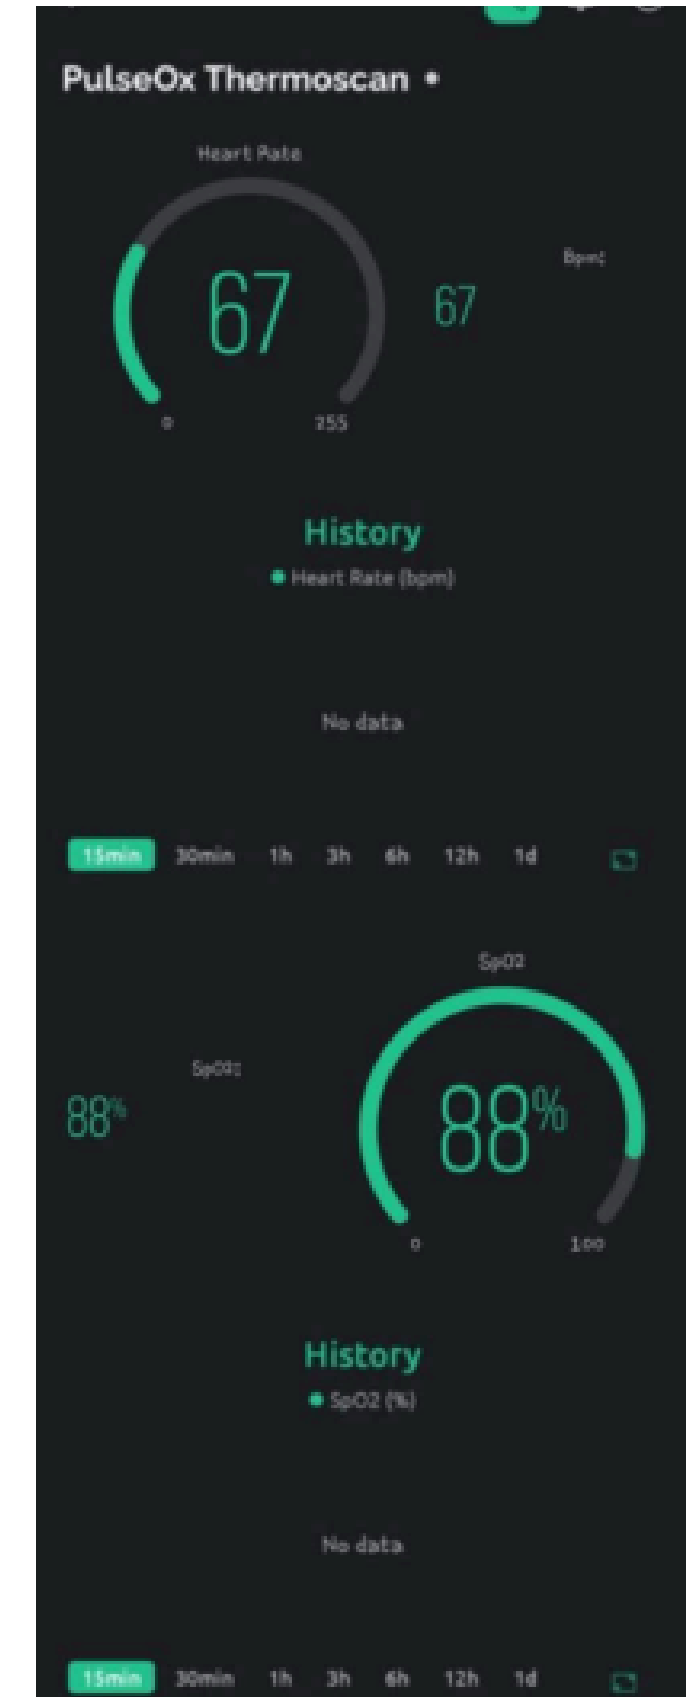 PulseOx Thermoscan •
Heart Rate
67
0 255
Bpm:
67
History
Heart Rate (bpm)
No data
15min 30min 1h 3h 6h 12h 1d
SpO2:
88%
SpO2
88%
0 100
History
SpO2 (%)
No data
15min 30min 1h 3h 6h 12h 1d